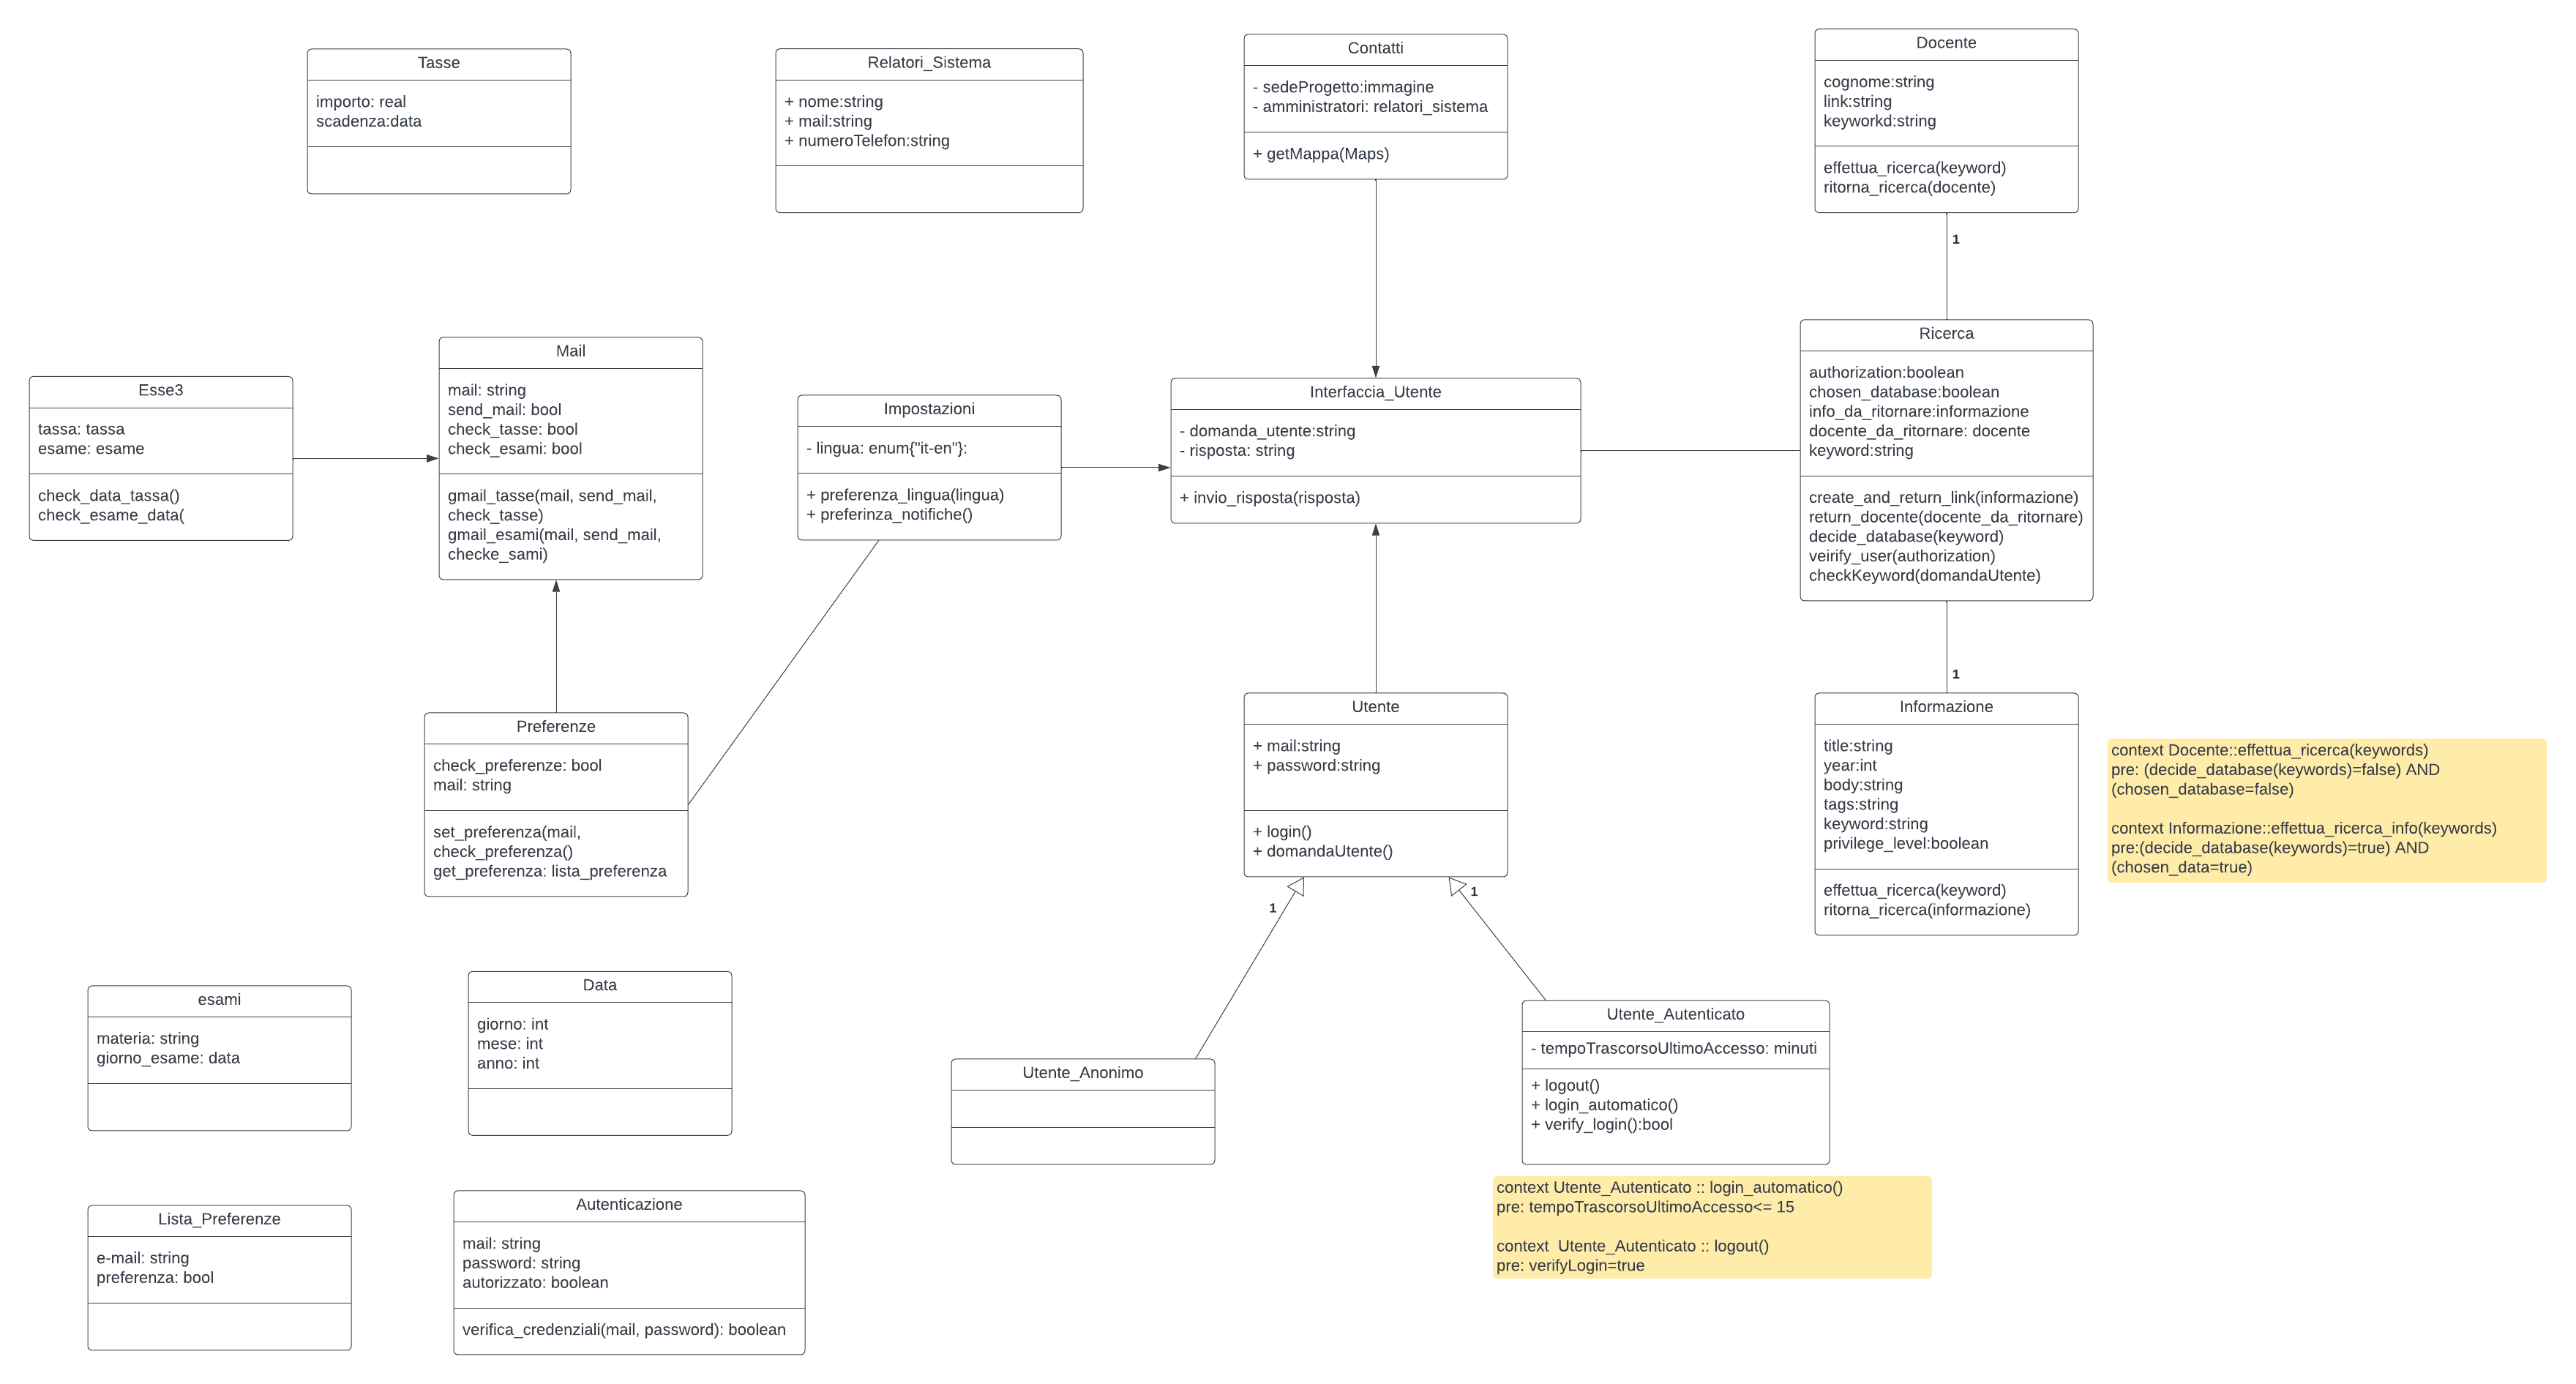 Tasse
importo: real
scadenza:data
Relatori_Sistema
+ nome:string
+ mail:string
+ numeroTelefon:string
Contatti
- sedeProgetto:immagine
- amministratori: relatori_sistema
+ getMappa(Maps)
Docente
cognome:string
link:string
keyworkd:string
effettua_ricerca(keyword)
ritorna_ricerca(docente)
1
Esse3
tassa: tassa
esame: esame
check_data_tassa()
check_esame_data(
Mail
mail: string
send_mail: bool
check_tasse: bool
check_esami: bool
gmail_tasse(mail, send_mail,
check_tasse)
gmail_esami(mail, send_mail,
checke_sami)
Impostazioni
- lingua: enum{"it-en"}:
+ preferenza_lingua(lingua)
+ preferinza_notifiche()
Interfaccia_Utente
- domanda_utente:string
- risposta: string
+ invio_risposta(risposta)
Ricerca
authorization:boolean
chosen_database:boolean
info_da_ritornare:informazione
docente_da_ritornare: docente
keyword:string
create_and_return_link(informazione)
return_docente(docente_da_ritornare)
decide_database(keyword)
veirify_user(authorization)
checkKeyword(domandaUtente)
1
Preferenze
check_preferenze: bool
mail: string
set_preferenza(mail,
check_preferenza()
get_preferenza: lista_preferenza
Utente
+ mail:string
+ password:string
+ login()
+ domandaUtente()
1
1
Informazione
title:string
year:int
body:string
tags:string
keyword:string
privilege_level:boolean
effettua_ricerca(keyword)
ritorna_ricerca(informazione)
context Docente::effettua_ricerca(keywords)
pre: (decide_database(keywords)=false) AND
(chosen_database=false)
context Informazione::effettua_ricerca_info(keywords)
pre:(decide_database(keywords)=true) AND
(chosen_data=true)
esami
materia: string
giorno_esame: data
Data
giorno: int
mese: int
anno: int
Utente_Anonimo
Utente_Autenticato
- tempoTrascorsoUltimoAccesso: minuti
+ logout()
+ login_automatico()
+ verify_login():bool
context Utente_Autenticato :: login_automatico()
pre: tempoTrascorsoUltimoAccesso<= 15
context  Utente_Autenticato :: logout()
pre: verifyLogin=true
Lista_Preferenze
e-mail: string
preferenza: bool
Autenticazione
mail: string
password: string
autorizzato: boolean
verifica_credenziali(mail, password): boolean